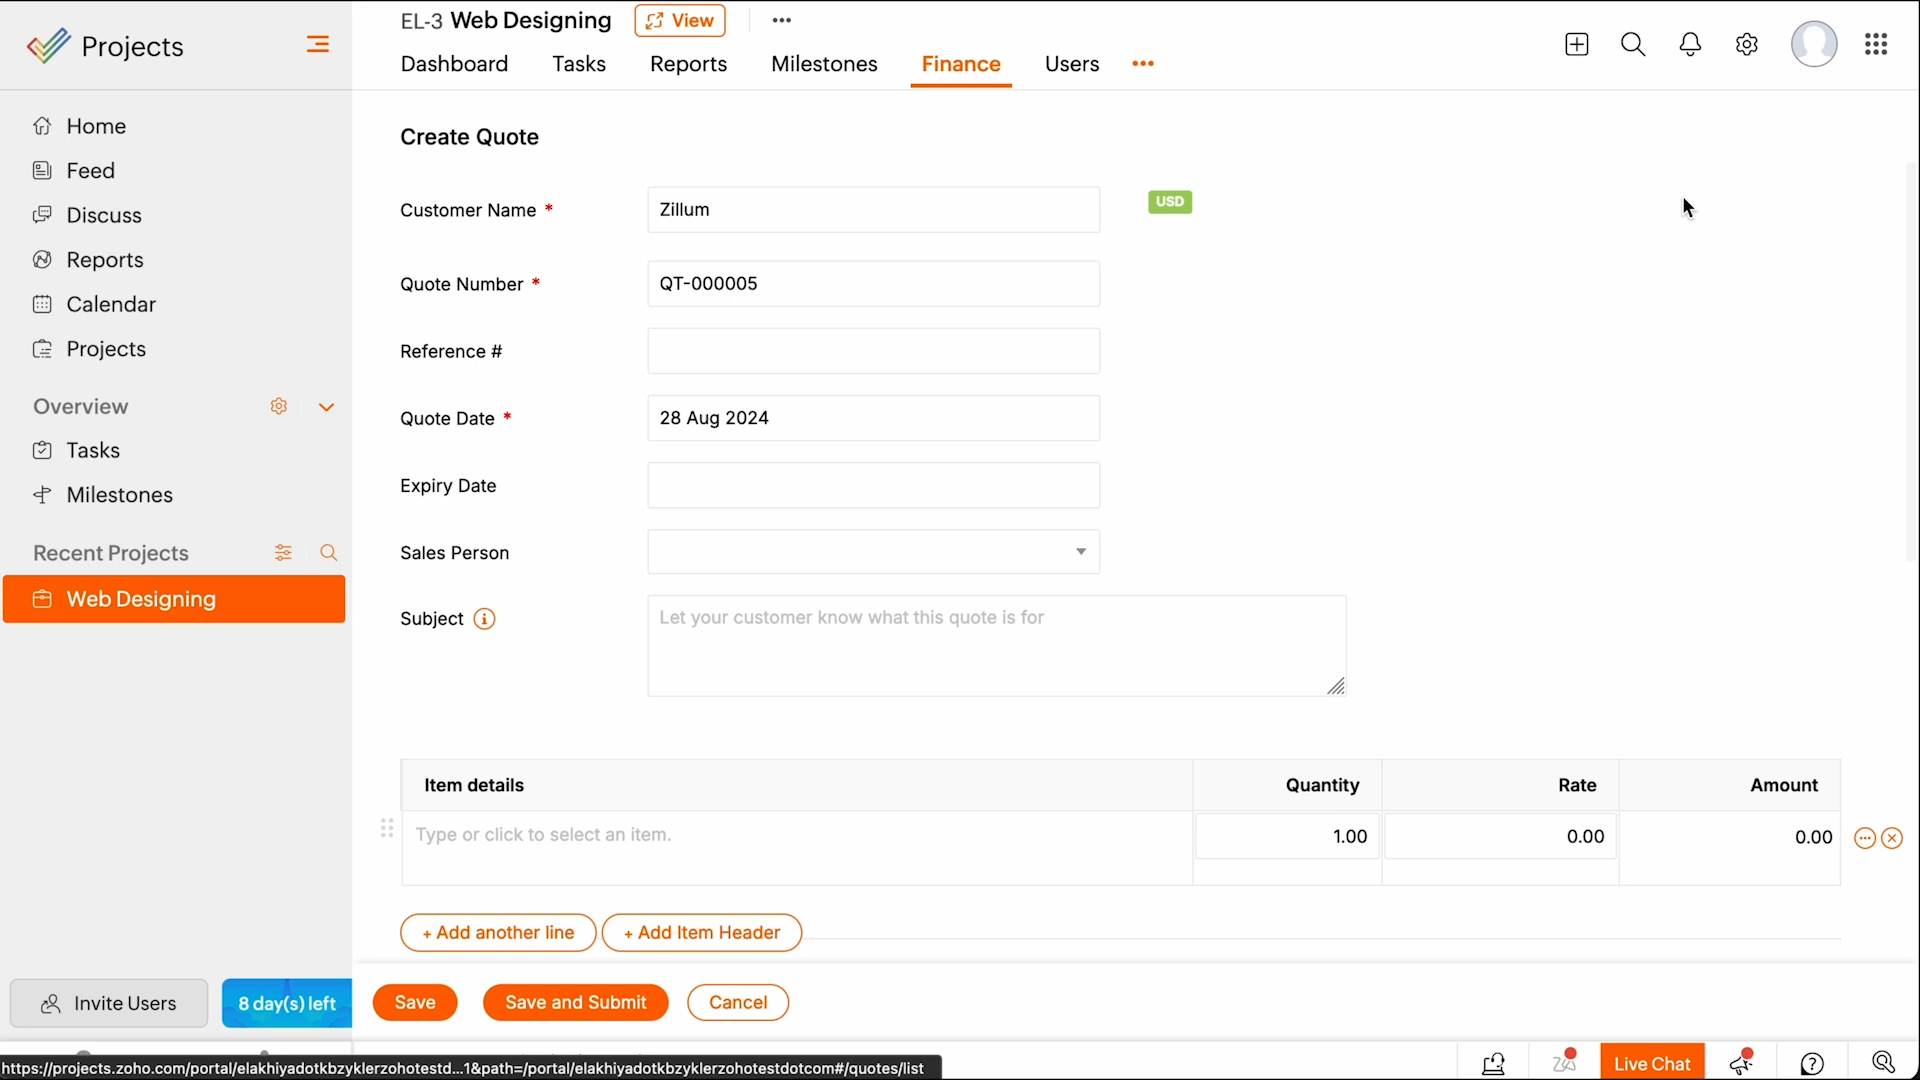 Projects
EL-3 Web Designing View
Dashboard Tasks Reports Milestones Finance Users
Home
Feed
Discuss
Reports
Calendar
Projects
Overview
Tasks
Milestones
Recent Projects
Web Designing
Invite Users 8 day(s) left
Create Quote
Customer Name * Zillum USD
Quote Number * QT-000005
Reference #
Quote Date * 28 Aug 2024
Expiry Date
Sales Person
Subject Let your customer know what this quote is for
Item details Quantity Rate Amount
Type or click to select an item. 1.00 0.00 0.00
+ Add another line + Add Item Header
Save Save and Submit Cancel
https://projects.zoho.com/portal/elakhiyadotkbzyklerzohotestd...1&path=/portal/elakhiyadotkbzyklerzohotestdotcom#/quotes/list
Live Chat